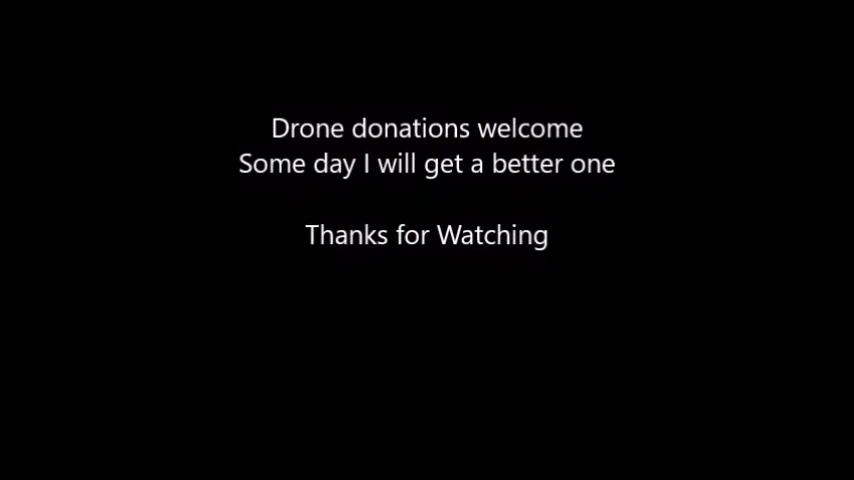 Drone donations welcome
Some day I will get a better one
Thanks for Watching